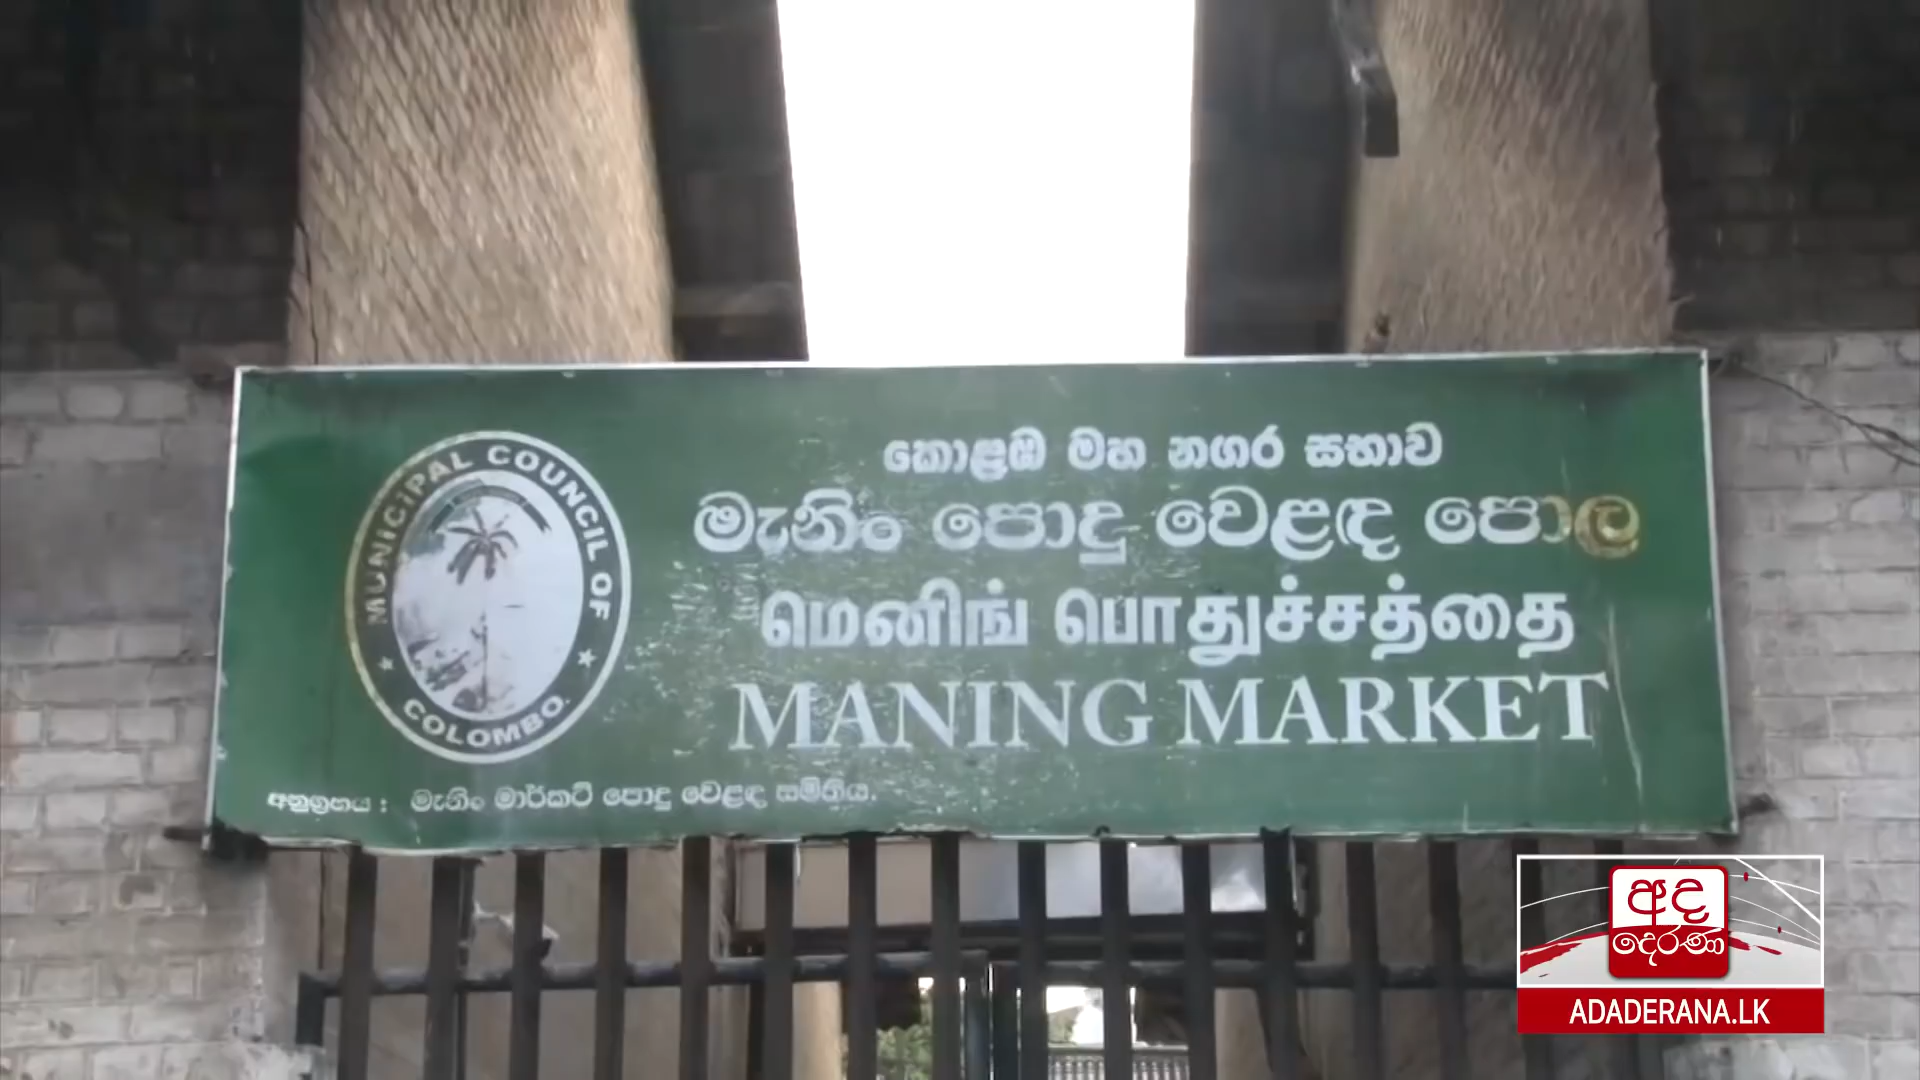 MUNICIPAL COUNCIL OF
COLOMBO.
කොළඹ මහ නගර සභාව
මැනිං පොදු වෙළඳ පොල
மெனிங் பொதுச்சந்தை
MANING MARKET
අනුග්‍රහය : මැනිං මාර්කට් පොදු වෙළඳ සමිතිය.
අද
දෙරණ
ADADERANA.LK